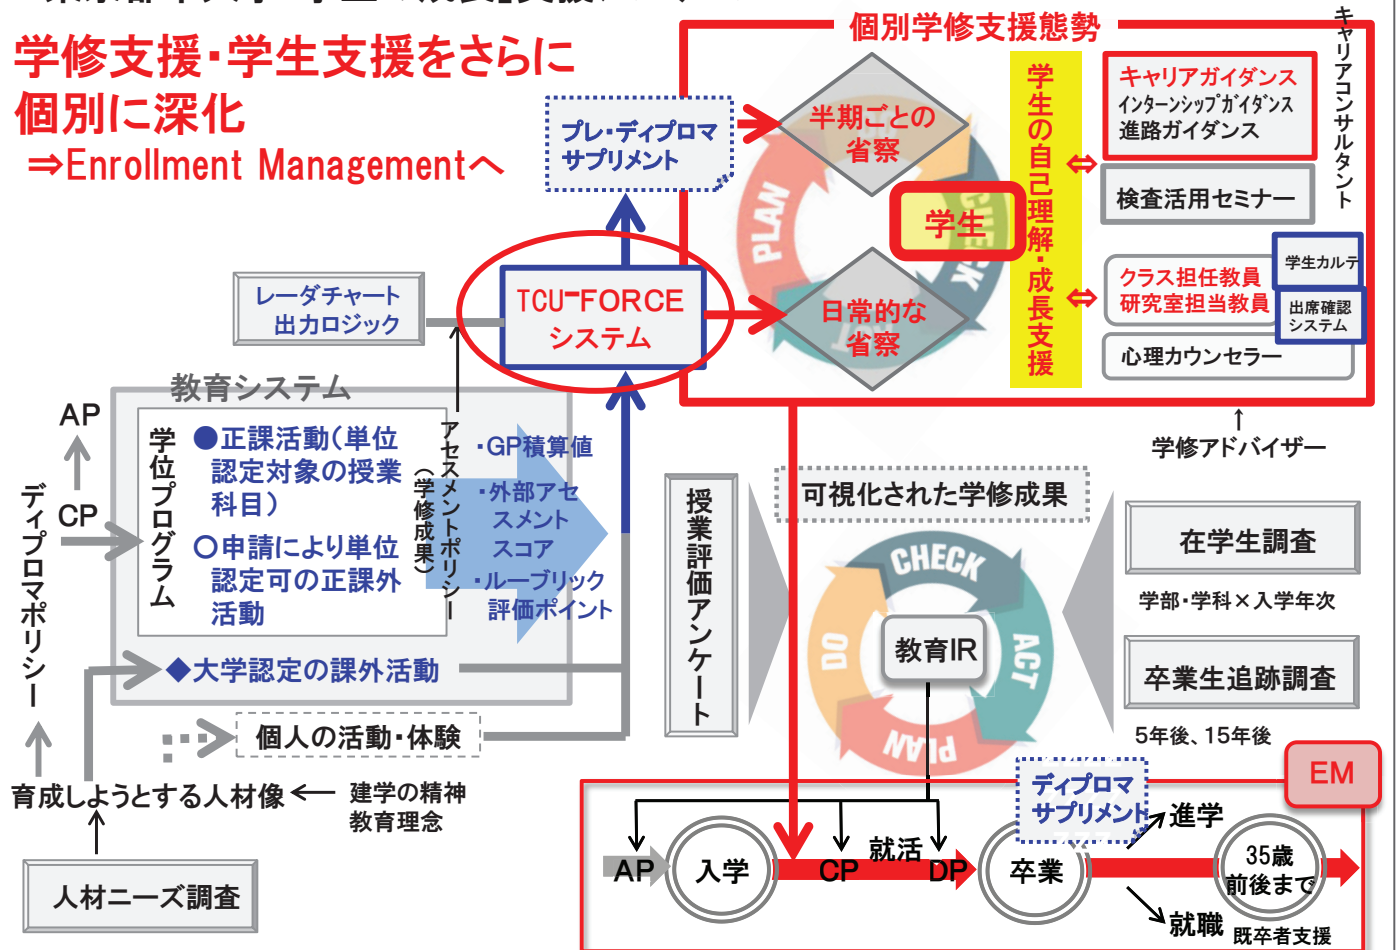 学修支援・学生支援をさらに
個別に深化
⇒Enrollment Managementへ
個別学修支援態勢
プレ・ディプロマ
サプリメント
半期ごとの
省察
PLAN
CHECK
ACT
学生
日常的な
省察
学生の自己理解・成長支援
キャリアガイダンス
インターンシップガイダンス
進路ガイダンス
検査活用セミナー
キャリアコンサルタント
クラス担任教員
研究室担当教員
学生カルテ
出席確認
システム
心理カウンセラー
学修アドバイザー
レーダチャート
出力ロジック
TCU-FORCE
システム
教育システム
AP
CP
ディプロマポリシー
学位プログラム
●正課活動(単位
認定対象の授業
科目)
○申請により単位
認定可の正課外
活動
アセスメントポリシー
(学修成果)
・GP積算値
・外部アセ
スメント
スコア
・ルーブリック
評価ポイント
◆大学認定の課外活動
個人の活動・体験
育成しようとする人材像
建学の精神
教育理念
人材ニーズ調査
授業評価アンケート
可視化された学修成果
CHECK
ACT
PLAN
DO
教育IR
在学生調査
学部・学科×入学年次
卒業生追跡調査
5年後、15年後
EM
ディプロマ
サプリメント
AP
入学
CP
就活
DP
卒業
進学
就職
35歳
前後まで
既卒者支援